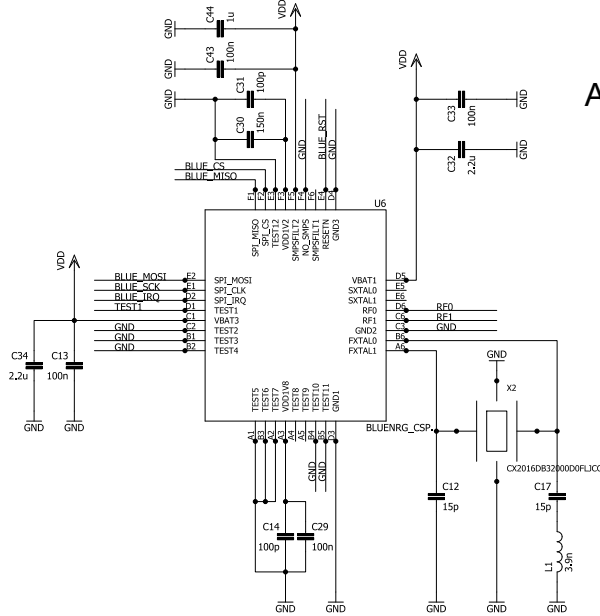 C44
1u
VDD
GND
C43
100n
GND
C31
100p
GND
C30
150n
VDD
C33
100n
GND
C32
2.2u
GND
A
GND
BLUE_RST
GND
BLUE_CS
BLUE_MISO
F1
F2
E3
F3
F5
F4
F6
E4
D4
U6
SPI_MISO
SPI_CS
TEST12
VDD1V2
SMPSFILT2
NO_SMPS
SMPSFILT1
RESETN
GND3
VDD
BLUE_MOSI E2 SPI_MOSI
BLUE_SCK E1 SPI_CLK
BLUE_IRQ D2 SPI_IRQ
TEST1 D1 TEST1
C1 VBAT3
GND C2 TEST2
GND B1 TEST3
GND B2 TEST4
VBAT1 D5
SXTAL0 E5
SXTAL1 E6
RF0 D6 RF0
RF1 C6 RF1
GND2 C3 GND
FXTAL0 B6
FXTAL1 A6
C34
2.2u
C13
100n
GND
GND
TEST5
TEST6
TEST7
VDD1V8
TEST8
TEST9
TEST10
TEST11
GND1
A1
B3
A2
A3
A4
A5
B4
B5
D3
GND
GND
BLUENRG_CSP
GND
X2
CX2016DB32000D0FLJCC
C12
15p
C17
15p
C14
100p
C29
100n
L1
3.9n
GND
GND
GND
GND
GND